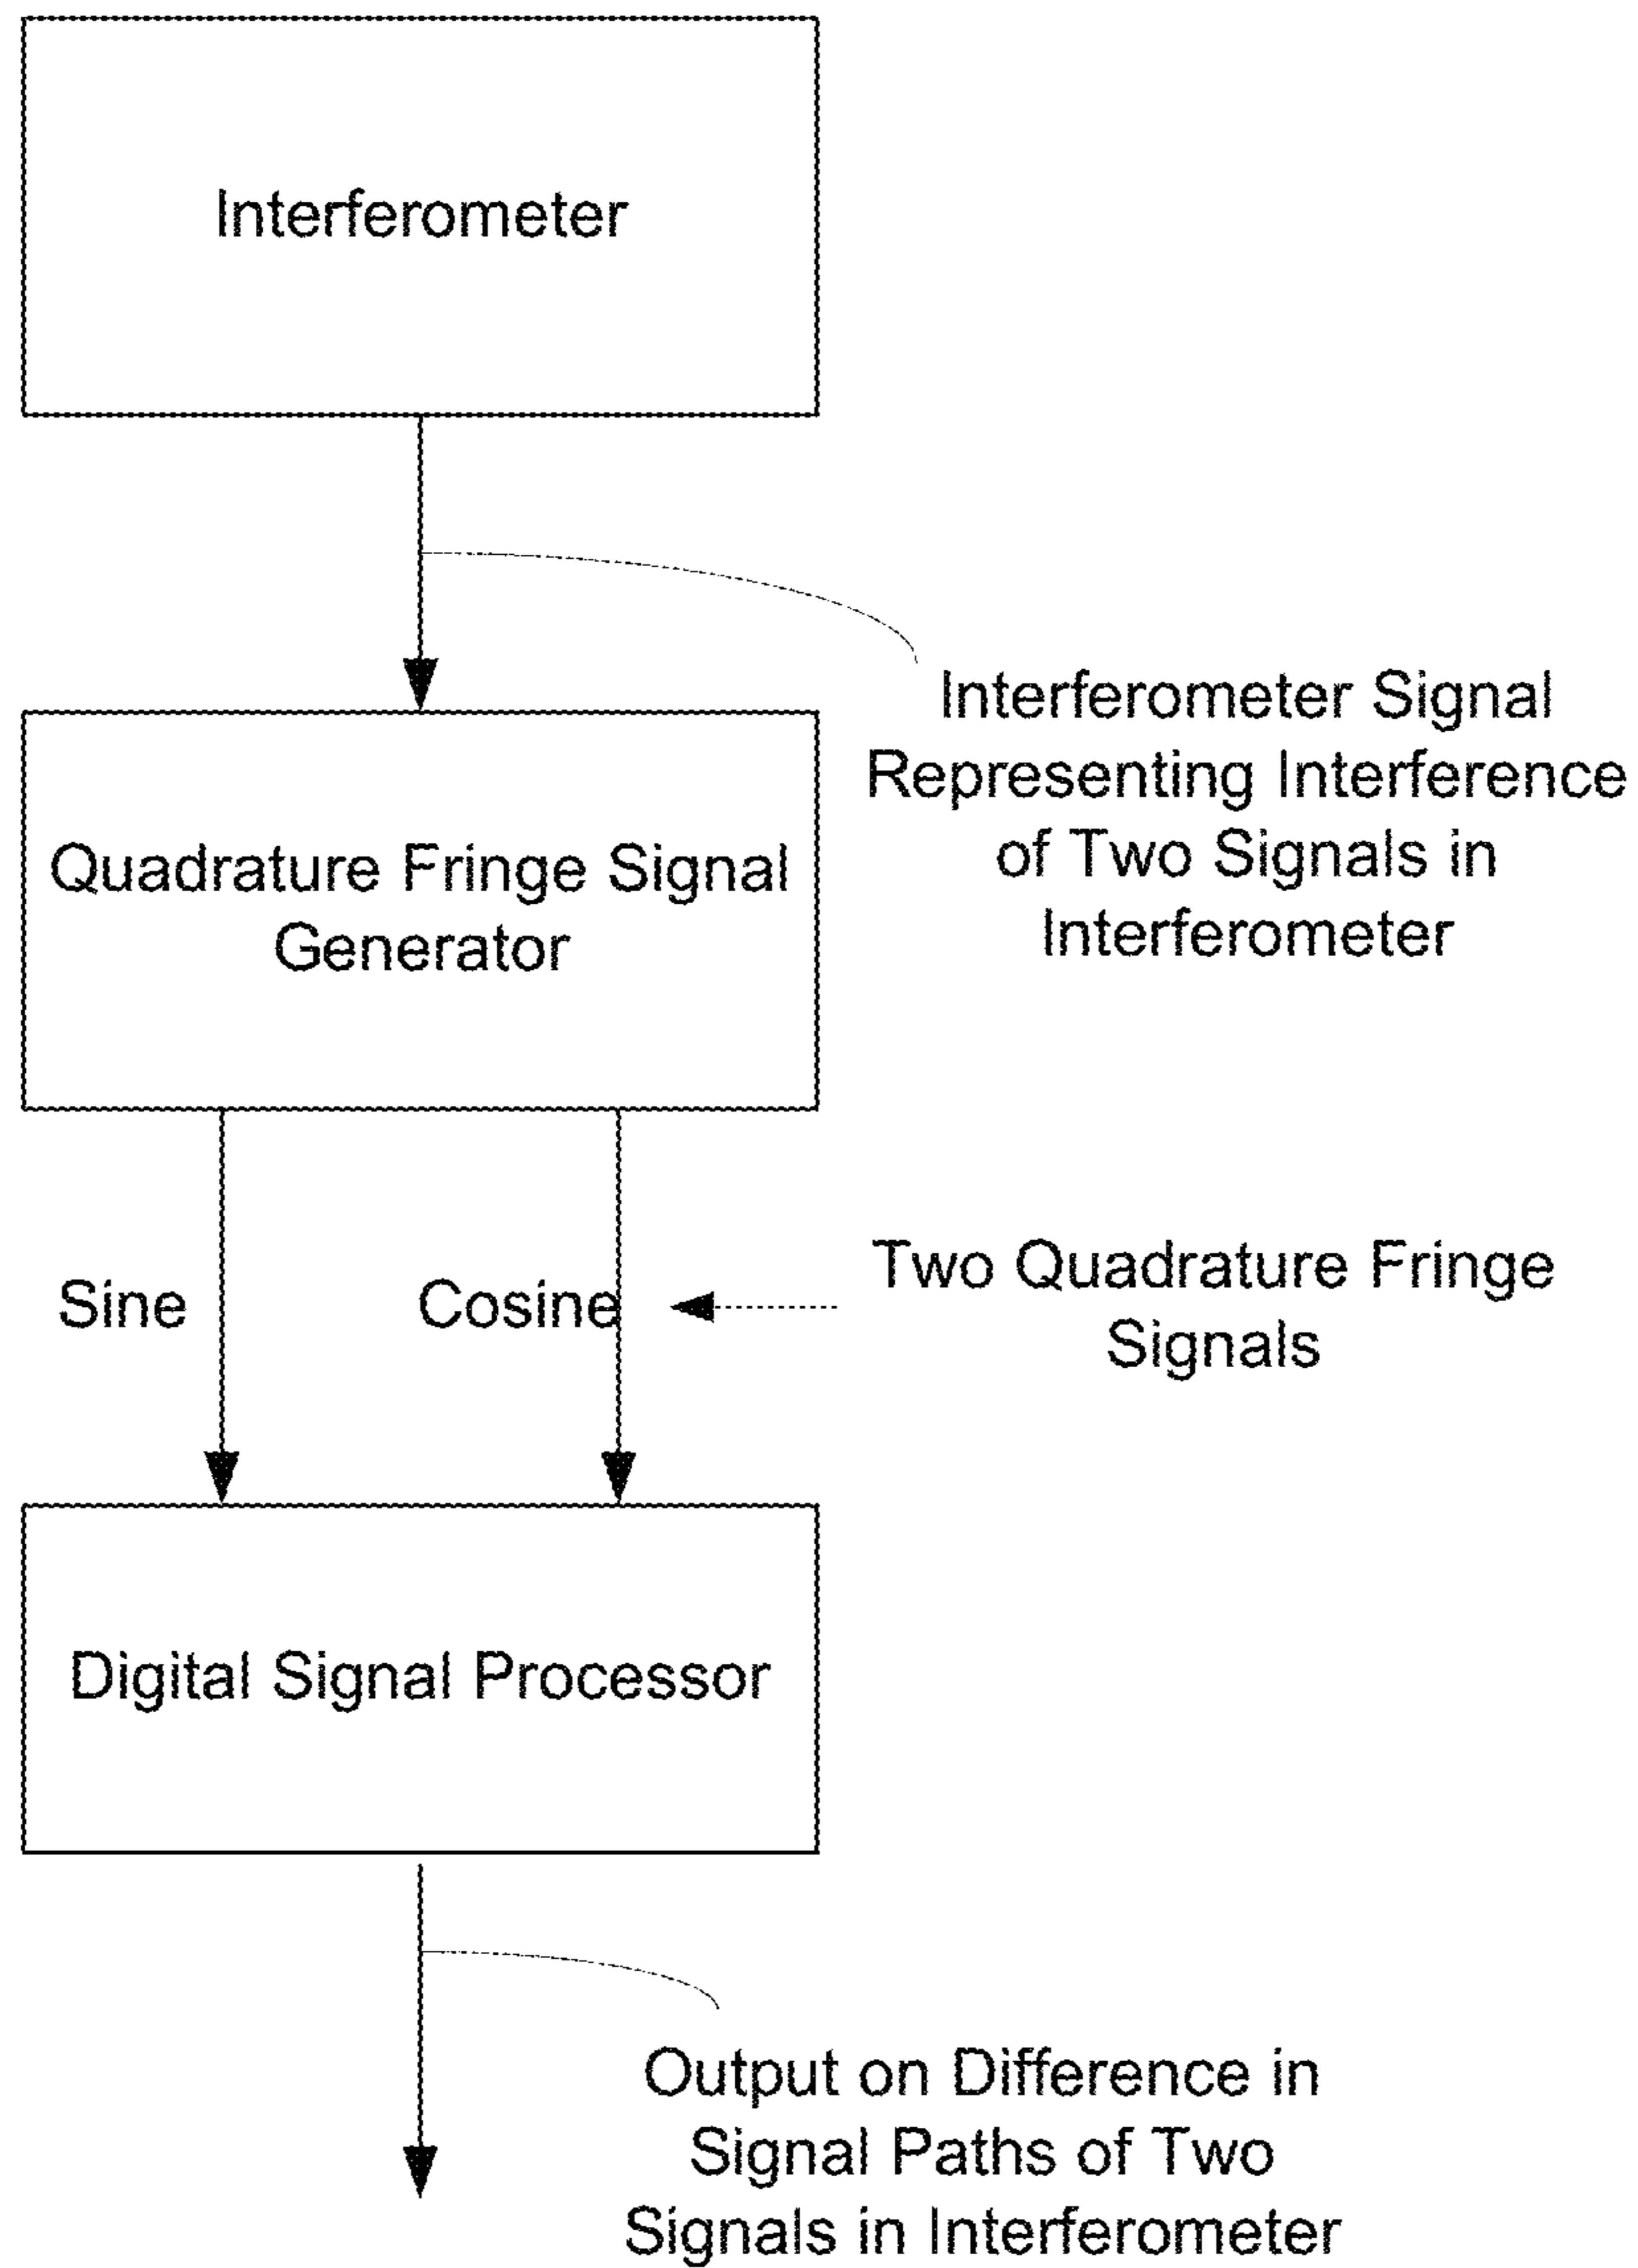 Interferometer
Interferometer Signal
Representing Interference
of Two Signals in
Interferometer
Quadrature Fringe Signal
Generator
Sine
Cosine
Two Quadrature Fringe
Signals
Digital Signal Processor
Output on Difference in
Signal Paths of Two
Signals in Interferometer